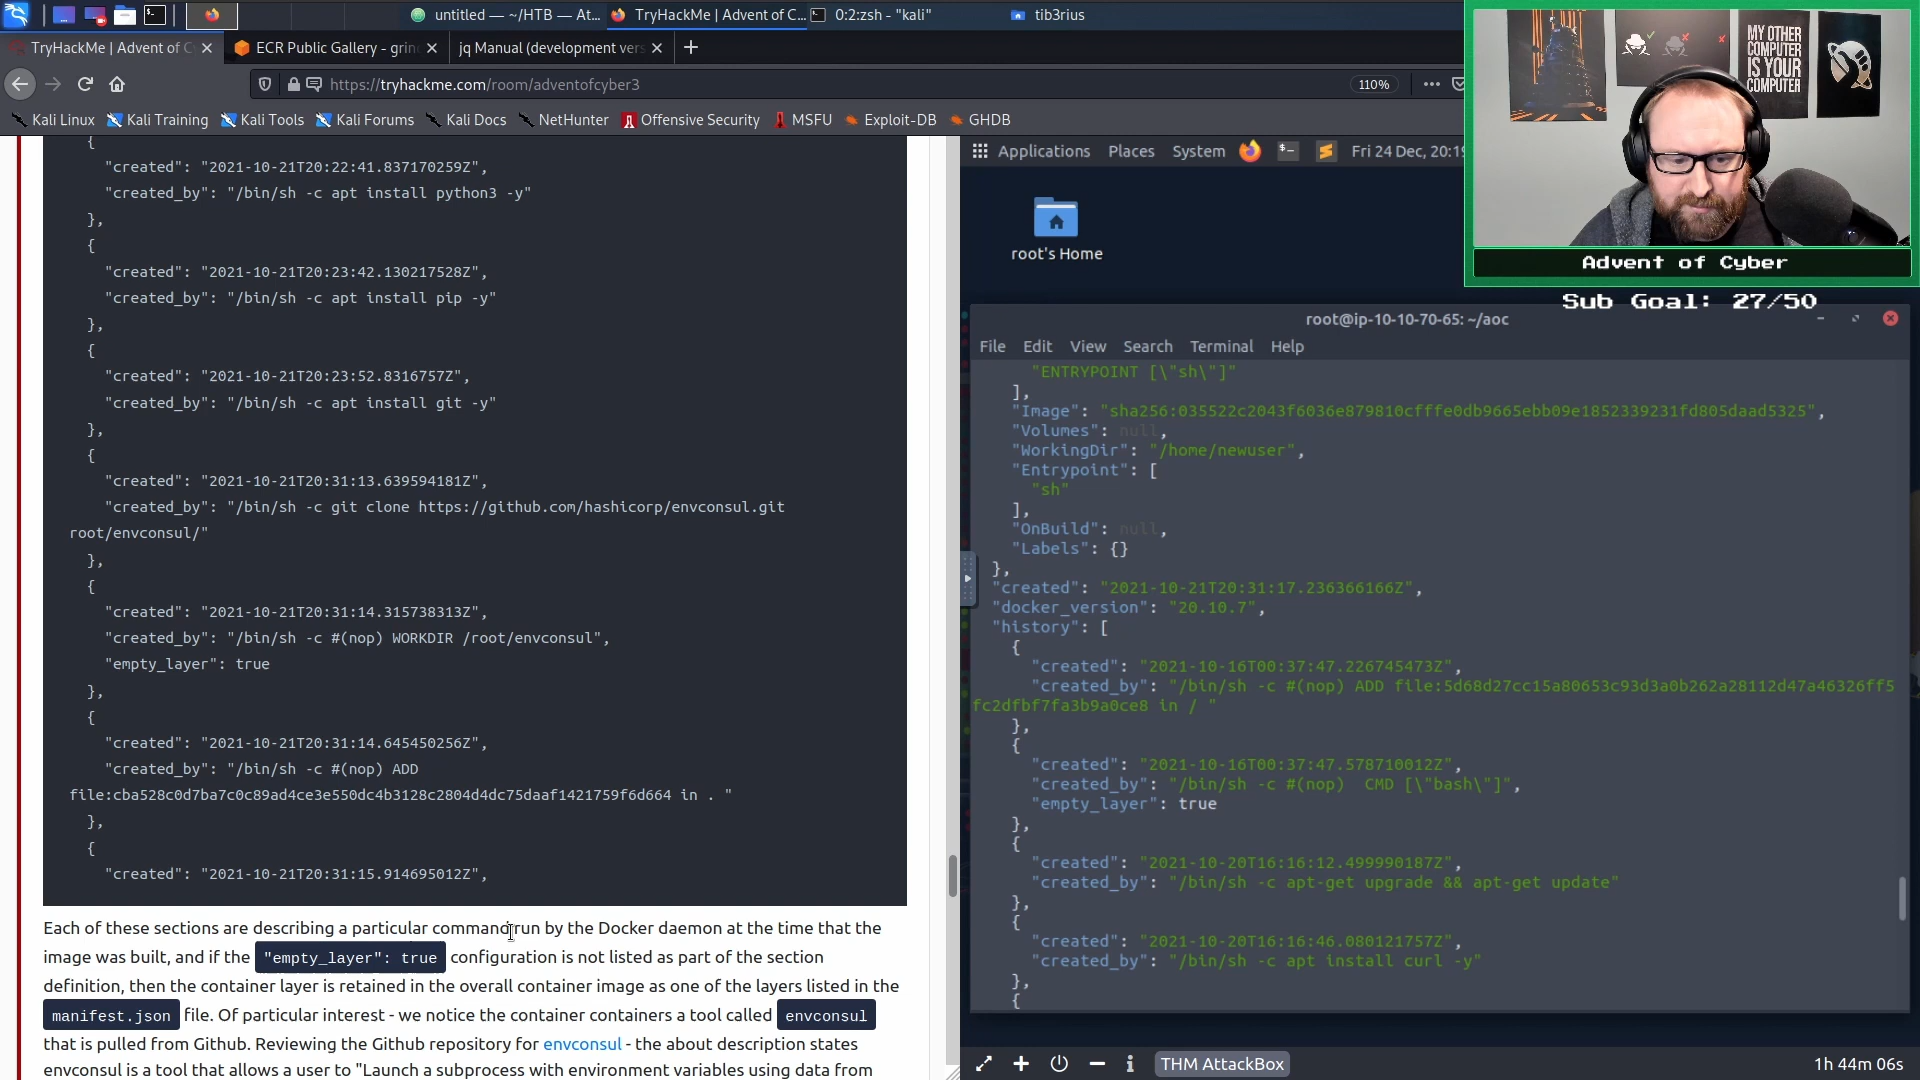 untitled — ~/HTB — At...
TryHackMe | Advent of C...
0:2:zsh - "kali"
tib3rius
TryHackMe | Advent of C
ECR Public Gallery - grin
jq Manual (development ver
https://tryhackme.com/room/adventofcyber3
110%
Kali Linux
Kali Training
Kali Tools
Kali Forums
Kali Docs
NetHunter
Offensive Security
MSFU
Exploit-DB
GHDB
{
"created": "2021-10-21T20:22:41.837170259Z",
"created_by": "/bin/sh -c apt install python3 -y"
},
{
"created": "2021-10-21T20:23:42.130217528Z",
"created_by": "/bin/sh -c apt install pip -y"
},
{
"created": "2021-10-21T20:23:52.8316757Z",
"created_by": "/bin/sh -c apt install git -y"
},
{
"created": "2021-10-21T20:31:13.639594181Z",
"created_by": "/bin/sh -c git clone https://github.com/hashicorp/envconsul.git
root/envconsul/"
},
{
"created": "2021-10-21T20:31:14.315738313Z",
"created_by": "/bin/sh -c #(nop) WORKDIR /root/envconsul",
"empty_layer": true
},
{
"created": "2021-10-21T20:31:14.645450256Z",
"created_by": "/bin/sh -c #(nop) ADD
file:cba528c0d7ba7c0c89ad4ce3e550dc4b3128c2804d4dc75daaf1421759f6d664 in . "
},
{
"created": "2021-10-21T20:31:15.914695012Z",
Each of these sections are describing a particular command run by the Docker daemon at the time that the
image was built, and if the "empty_layer": true configuration is not listed as part of the section
definition, then the container layer is retained in the overall container image as one of the layers listed in the
manifest.json file. Of particular interest - we notice the container containers a tool called envconsul
that is pulled from Github. Reviewing the Github repository for envconsul - the about description states
envconsul is a tool that allows a user to "Launch a subprocess with environment variables using data from
Applications Places System
Fri 24 Dec, 20:19
root's Home
MY OTHER
COMPUTER
IS YOUR
COMPUTER
Advent of Cyber
Sub Goal: 27/50
root@ip-10-10-70-65: ~/aoc
File Edit View Search Terminal Help
"ENTRYPOINT [\"sh\"]"
],
"Image": "sha256:035522c2043f6036e879810cfffe0db9665ebb09e1852339231fd805daad5325",
"Volumes": null,
"WorkingDir": "/home/newuser",
"Entrypoint": [
"sh"
],
"OnBuild": null,
"Labels": {}
},
"created": "2021-10-21T20:31:17.236366166Z",
"docker_version": "20.10.7",
"history": [
{
"created": "2021-10-16T00:37:47.226745473Z",
"created_by": "/bin/sh -c #(nop) ADD file:5d68d27cc15a80653c93d3a0b262a28112d47a46326ff5
fc2dfbf7fa3b9a0ce8 in / "
},
{
"created": "2021-10-16T00:37:47.578710012Z",
"created_by": "/bin/sh -c #(nop)  CMD [\"bash\"]",
"empty_layer": true
},
{
"created": "2021-10-20T16:16:12.499990187Z",
"created_by": "/bin/sh -c apt-get upgrade && apt-get update"
},
{
"created": "2021-10-20T16:16:46.080121757Z",
"created_by": "/bin/sh -c apt install curl -y"
},
{
THM AttackBox
1h 44m 06s